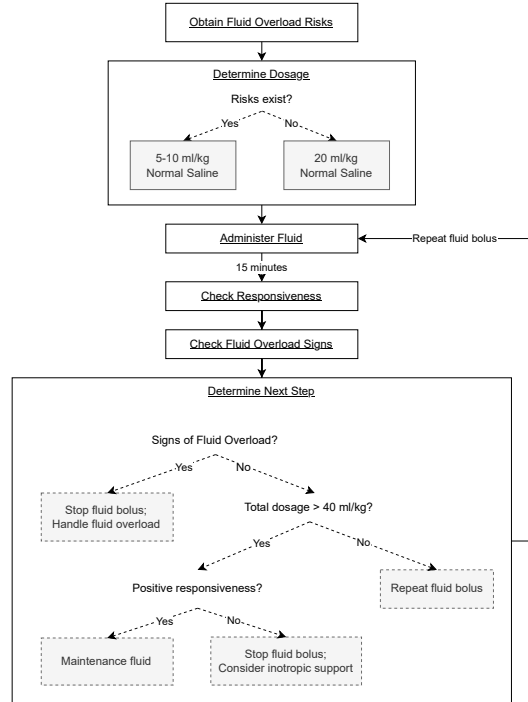 Obtain Fluid Overload Risks
Determine Dosage
Risks exist?
Yes
No
5-10 ml/kg
Normal Saline
20 ml/kg
Normal Saline
Administer Fluid
Repeat fluid bolus
15 minutes
Check Responsiveness
Check Fluid Overload Signs
Determine Next Step
Signs of Fluid Overload?
Yes
No
Stop fluid bolus;
Handle fluid overload
Total dosage > 40 ml/kg?
Yes
No
Positive responsiveness?
Repeat fluid bolus
Yes
No
Maintenance fluid
Stop fluid bolus;
Consider inotropic support